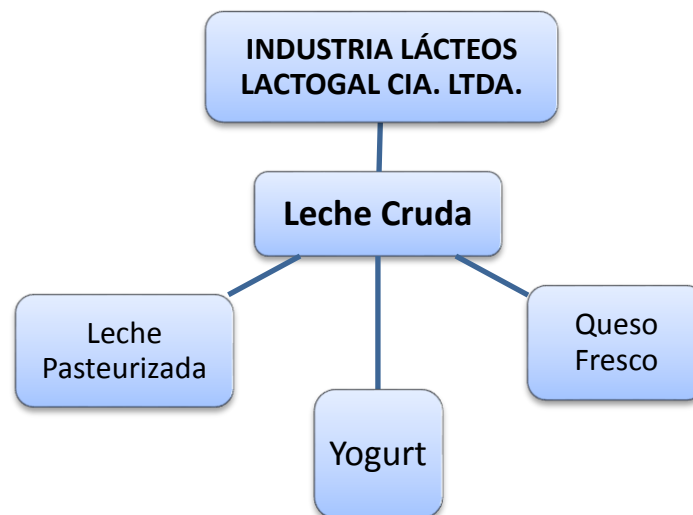 INDUSTRIA LÁCTEOS
LACTOGAL CIA. LTDA.
Leche Cruda
Leche
Pasteurizada
Yogurt
Queso
Fresco